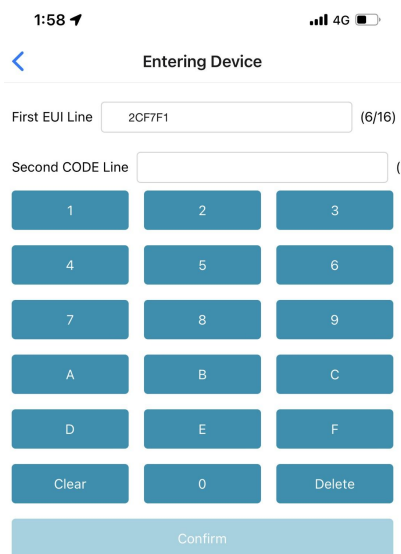 1:58 4G
Entering Device
First EUI Line 2CF7F1 (6/16)
Second CODE Line (
1 2 3
4 5 6
7 8 9
A B C
D E F
Clear 0 Delete
Confirm